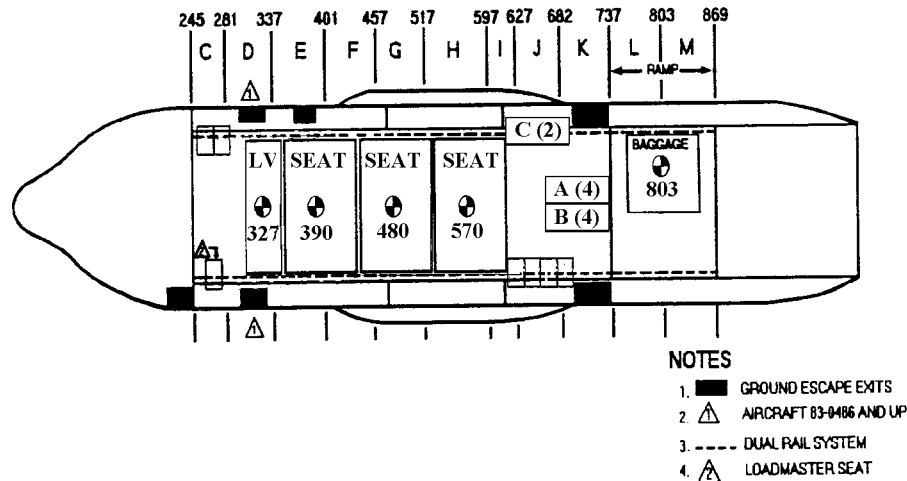 245 281 337 401 457 517 597 627 682 737 803 869
C D E F G H I J K L M
RAMP
1
C (2)
LV SEAT SEAT SEAT BAGGAGE
A (4)
803
B (4)
327 390 480 570
2
1
NOTES
1. GROUND ESCAPE EXITS
2. 1 AIRCRAFT 83-0486 AND UP
3. DUAL RAIL SYSTEM
4. 2 LOADMASTER SEAT